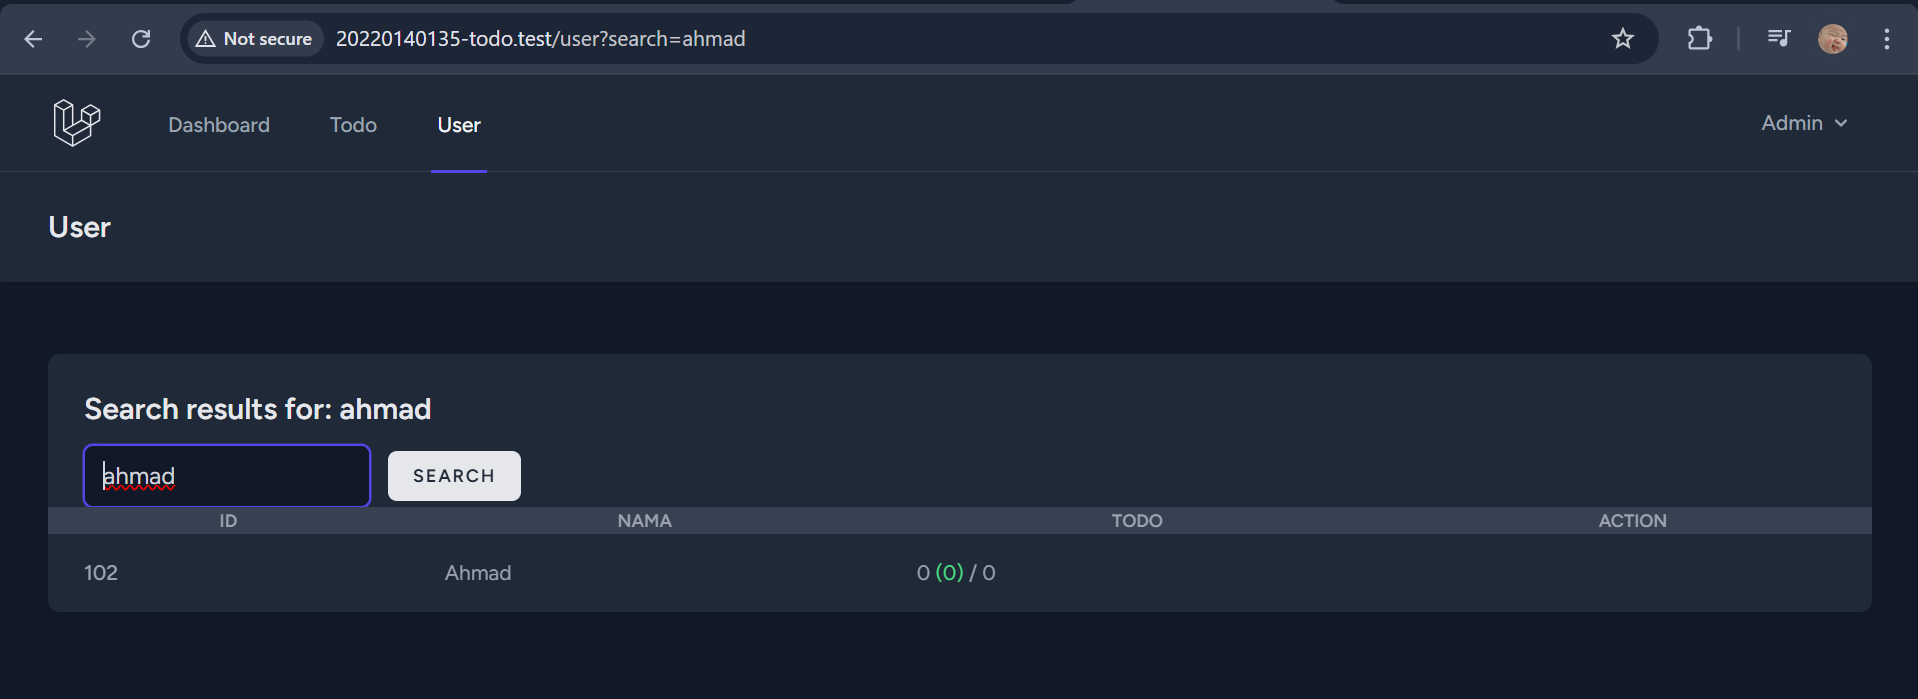 Not secure 20220140135-todo.test/user?search=ahmad
Dashboard Todo User Admin
User
Search results for: ahmad
ahmad SEARCH
ID NAMA TODO ACTION
102 Ahmad 0 (0) / 0